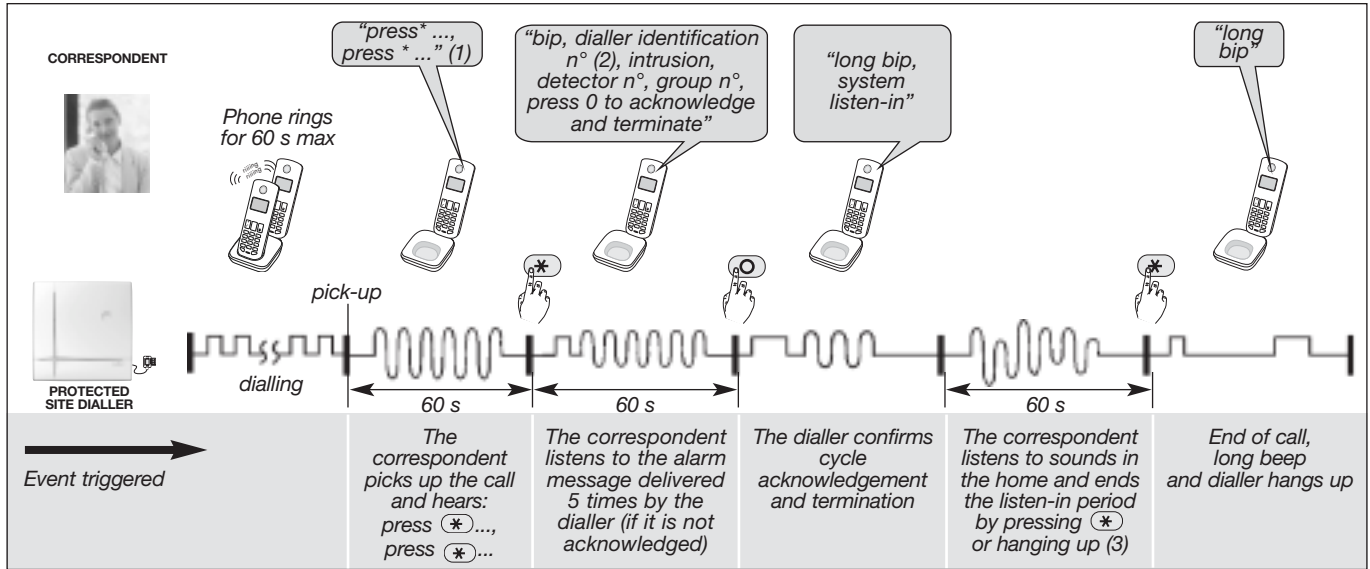 CORRESPONDENT
Phone rings
for 60 s max
riiiing
riiiing
“press* ...,
press * ...” (1)
“bip, dialler identification
n° (2), intrusion,
detector n°, group n°,
press 0 to acknowledge
and terminate”
“long bip,
system
listen-in”
“long
bip”
pick-up
dialling
PROTECTED
SITE DIALLER
60 s
60 s
60 s
Event triggered
The
correspondent
picks up the call
and hears:
press * ...,
press * ...
The correspondent
listens to the alarm
message delivered
5 times by the
dialler (if it is not
acknowledged)
The dialler confirms
cycle
acknowledgement
and termination
The correspondent
listens to sounds in
the home and ends
the listen-in period
by pressing *
or hanging up (3)
End of call,
long beep
and dialler hangs up